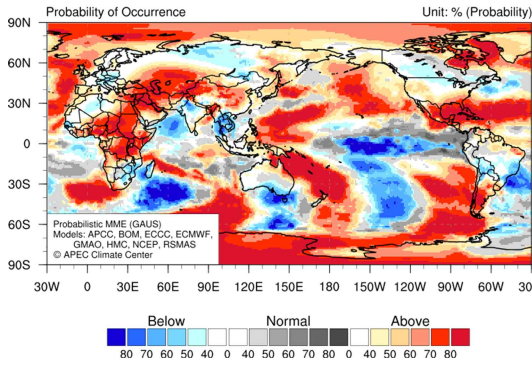 Probability of Occurrence Unit: % (Probability)
90N
60N
30N
0
30S
60S
90S
Probabilistic MME (GAUS)
Models: APCC, BOM, ECCC, ECMWF,
GMAO, HMC, NCEP, RSMAS
© APEC Climate Center
30W 0 30E 60E 90E 120E 150E 180 150W 120W 90W 60W 30
Below Normal Above
80 70 60 50 40 0 40 50 60 70 80 0 40 50 60 70 80